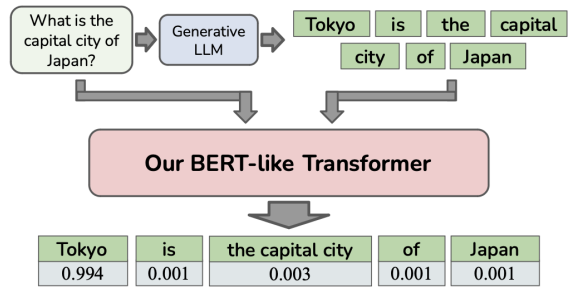 What is the
capital city of
Japan?
Generative
LLM
Tokyo is the capital
city of Japan
Our BERT-like Transformer
Tokyo is the capital city of Japan
0.994 0.001 0.003 0.001 0.001